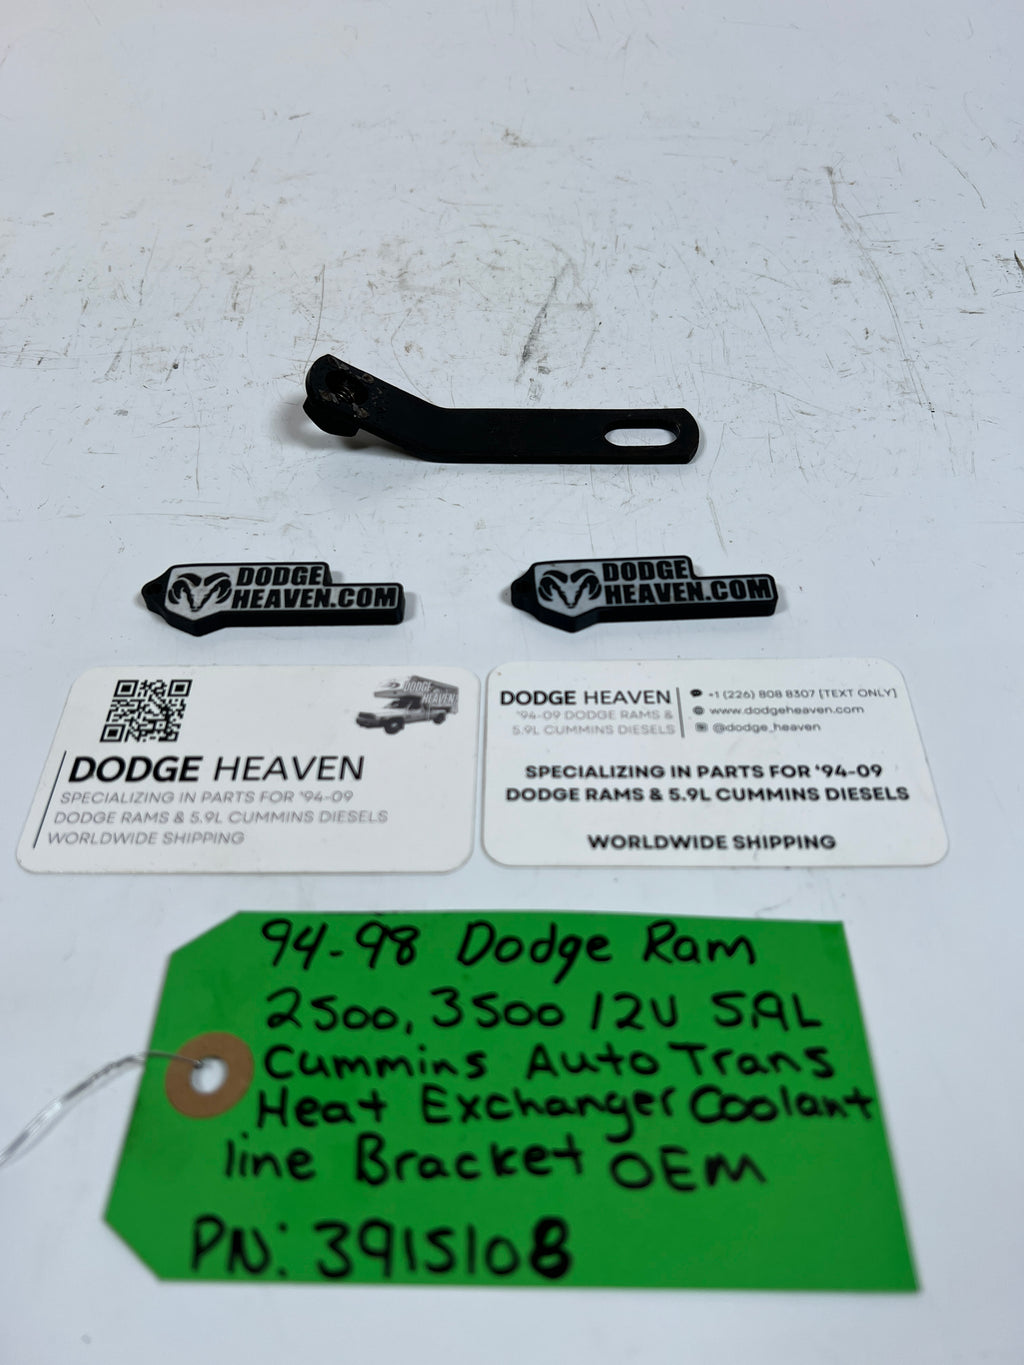 DODGE
HEAVEN.COM
DODGE
HEAVEN.COM
DODGE
HEAVEN
DODGE HEAVEN
SPECIALIZING IN PARTS FOR '94-09
DODGE RAMS & 5.9L CUMMINS DIESELS
WORLDWIDE SHIPPING
DODGE HEAVEN
'94-09 DODGE RAMS &
5.9L CUMMINS DIESELS
+1 (226) 808 8307 [TEXT ONLY]
www.dodgeheaven.com
@dodge_heaven
SPECIALIZING IN PARTS FOR '94-09
DODGE RAMS & 5.9L CUMMINS DIESELS
WORLDWIDE SHIPPING
94-98 Dodge Ram
2500, 3500 12V 5.9L
Cummins Auto Trans
Heat Exchanger Coolant
line Bracket OEM
PN: 3915108